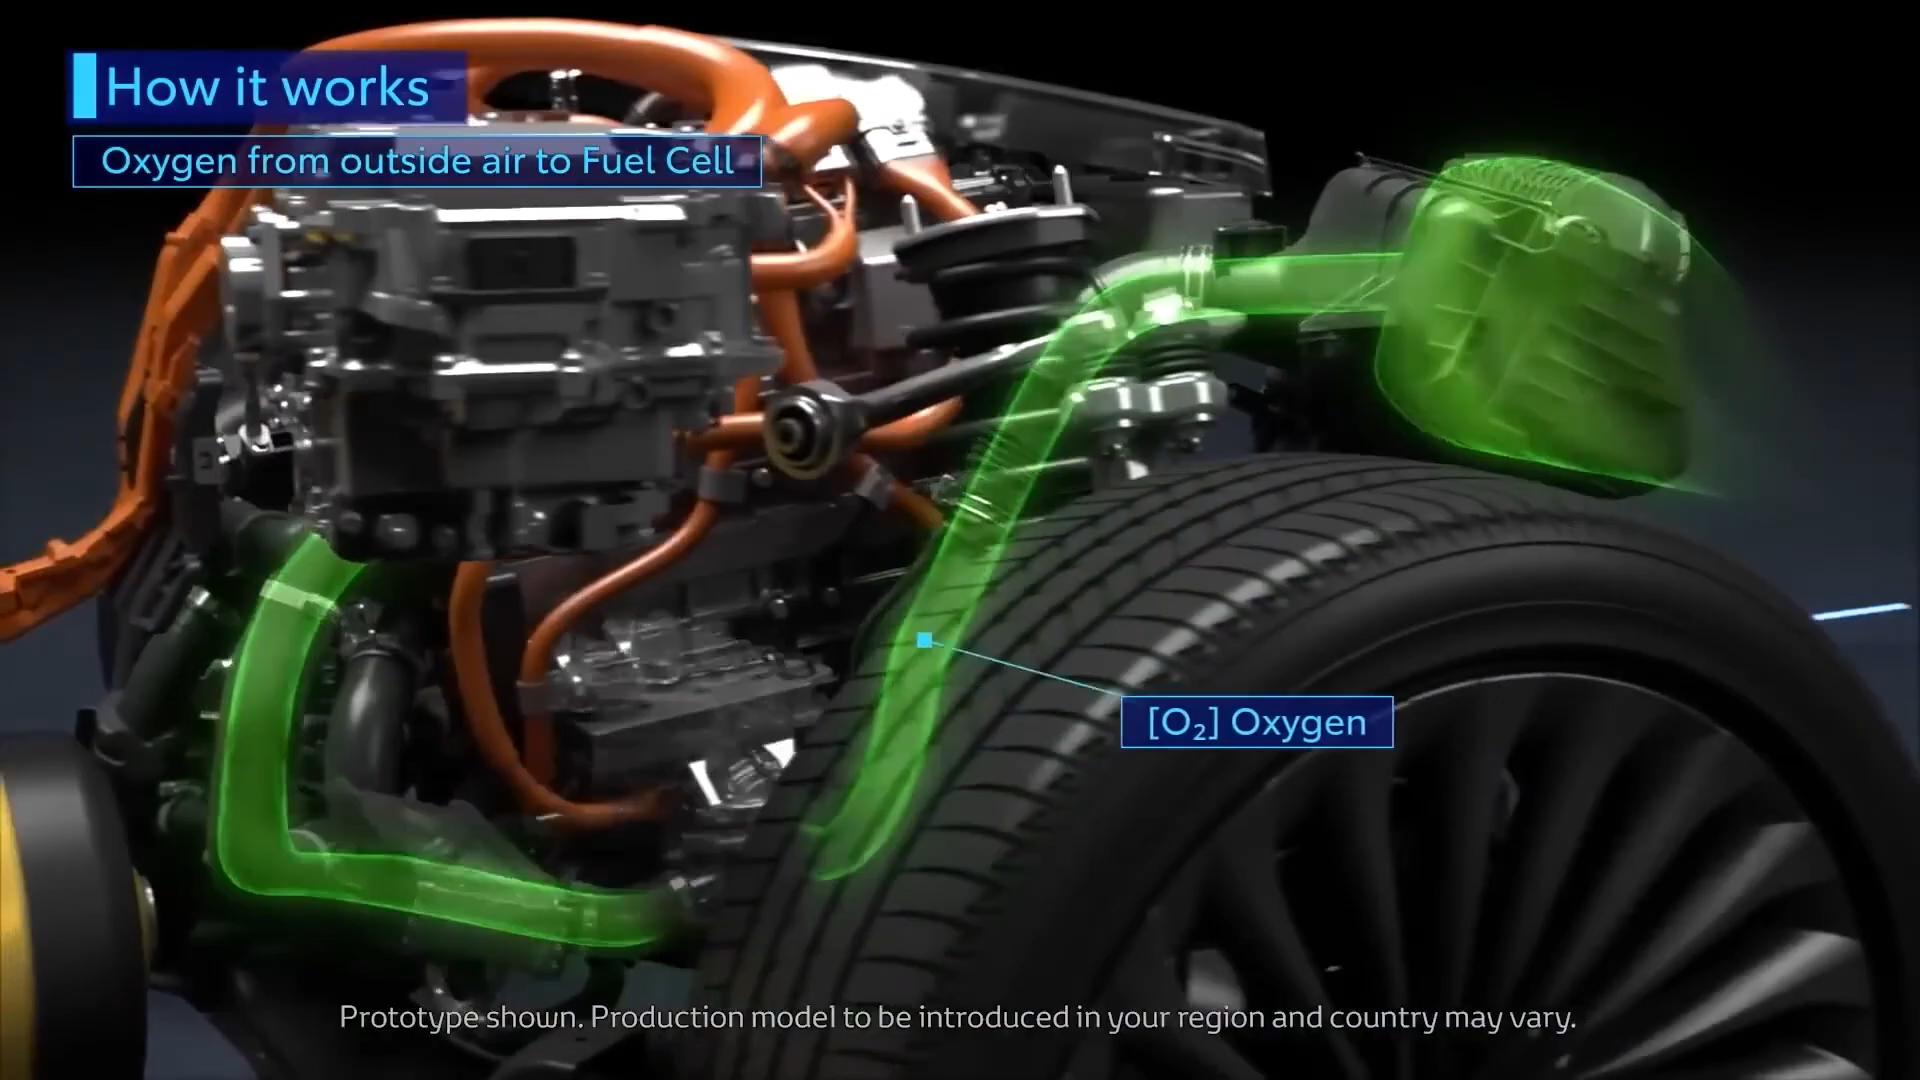 How it works
Oxygen from outside air to Fuel Cell
[O₂] Oxygen
Prototype shown. Production model to be introduced in your region and country may vary.